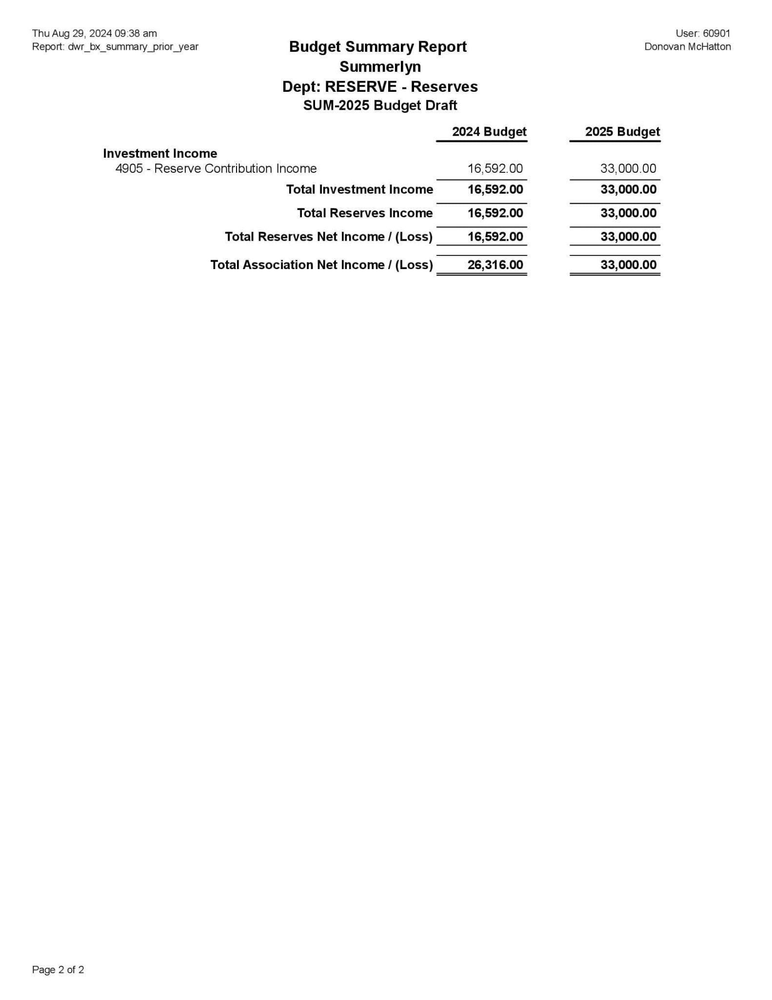 Thu Aug 29, 2024 09:38 am
Report: dwr_bx_summary_prior_year
User: 60901
Donovan McHatton
Budget Summary Report
Summerlyn
Dept: RESERVE - Reserves
SUM-2025 Budget Draft
2024 Budget 2025 Budget
Investment Income
4905 - Reserve Contribution Income 16,592.00 33,000.00
Total Investment Income 16,592.00 33,000.00
Total Reserves Income 16,592.00 33,000.00
Total Reserves Net Income / (Loss) 16,592.00 33,000.00
Total Association Net Income / (Loss) 26,316.00 33,000.00
Page 2 of 2